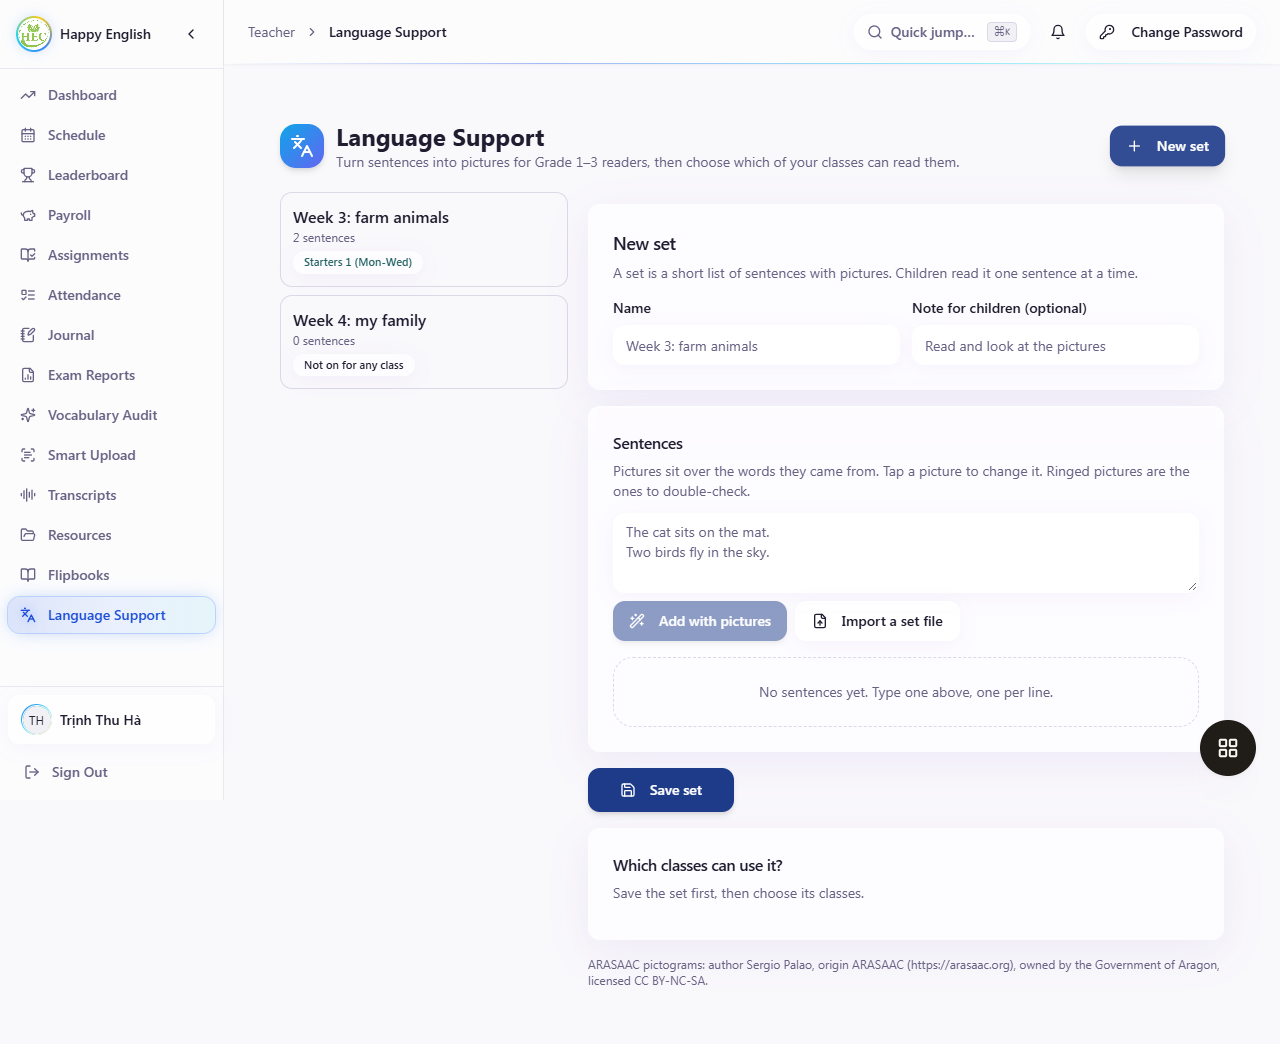 HEC
Happy English
Dashboard
Schedule
Leaderboard
Payroll
Assignments
Attendance
Journal
Exam Reports
Vocabulary Audit
Smart Upload
Transcripts
Resources
Flipbooks
Language Support
TH
Trịnh Thu Hà
Sign Out
Teacher
Language Support
Quick jump...
⌘K
Change Password
Language Support
Turn sentences into pictures for Grade 1–3 readers, then choose which of your classes can read them.
New set
Week 3: farm animals
2 sentences
Starters 1 (Mon-Wed)
Week 4: my family
0 sentences
Not on for any class
New set
A set is a short list of sentences with pictures. Children read it one sentence at a time.
Name
Week 3: farm animals
Note for children (optional)
Read and look at the pictures
Sentences
Pictures sit over the words they came from. Tap a picture to change it. Ringed pictures are the
ones to double-check.
The cat sits on the mat.
Two birds fly in the sky.
Add with pictures
Import a set file
No sentences yet. Type one above, one per line.
Save set
Which classes can use it?
Save the set first, then choose its classes.
ARASAAC pictograms: author Sergio Palao, origin ARASAAC (https://arasaac.org), owned by the Government of Aragon,
licensed CC BY-NC-SA.